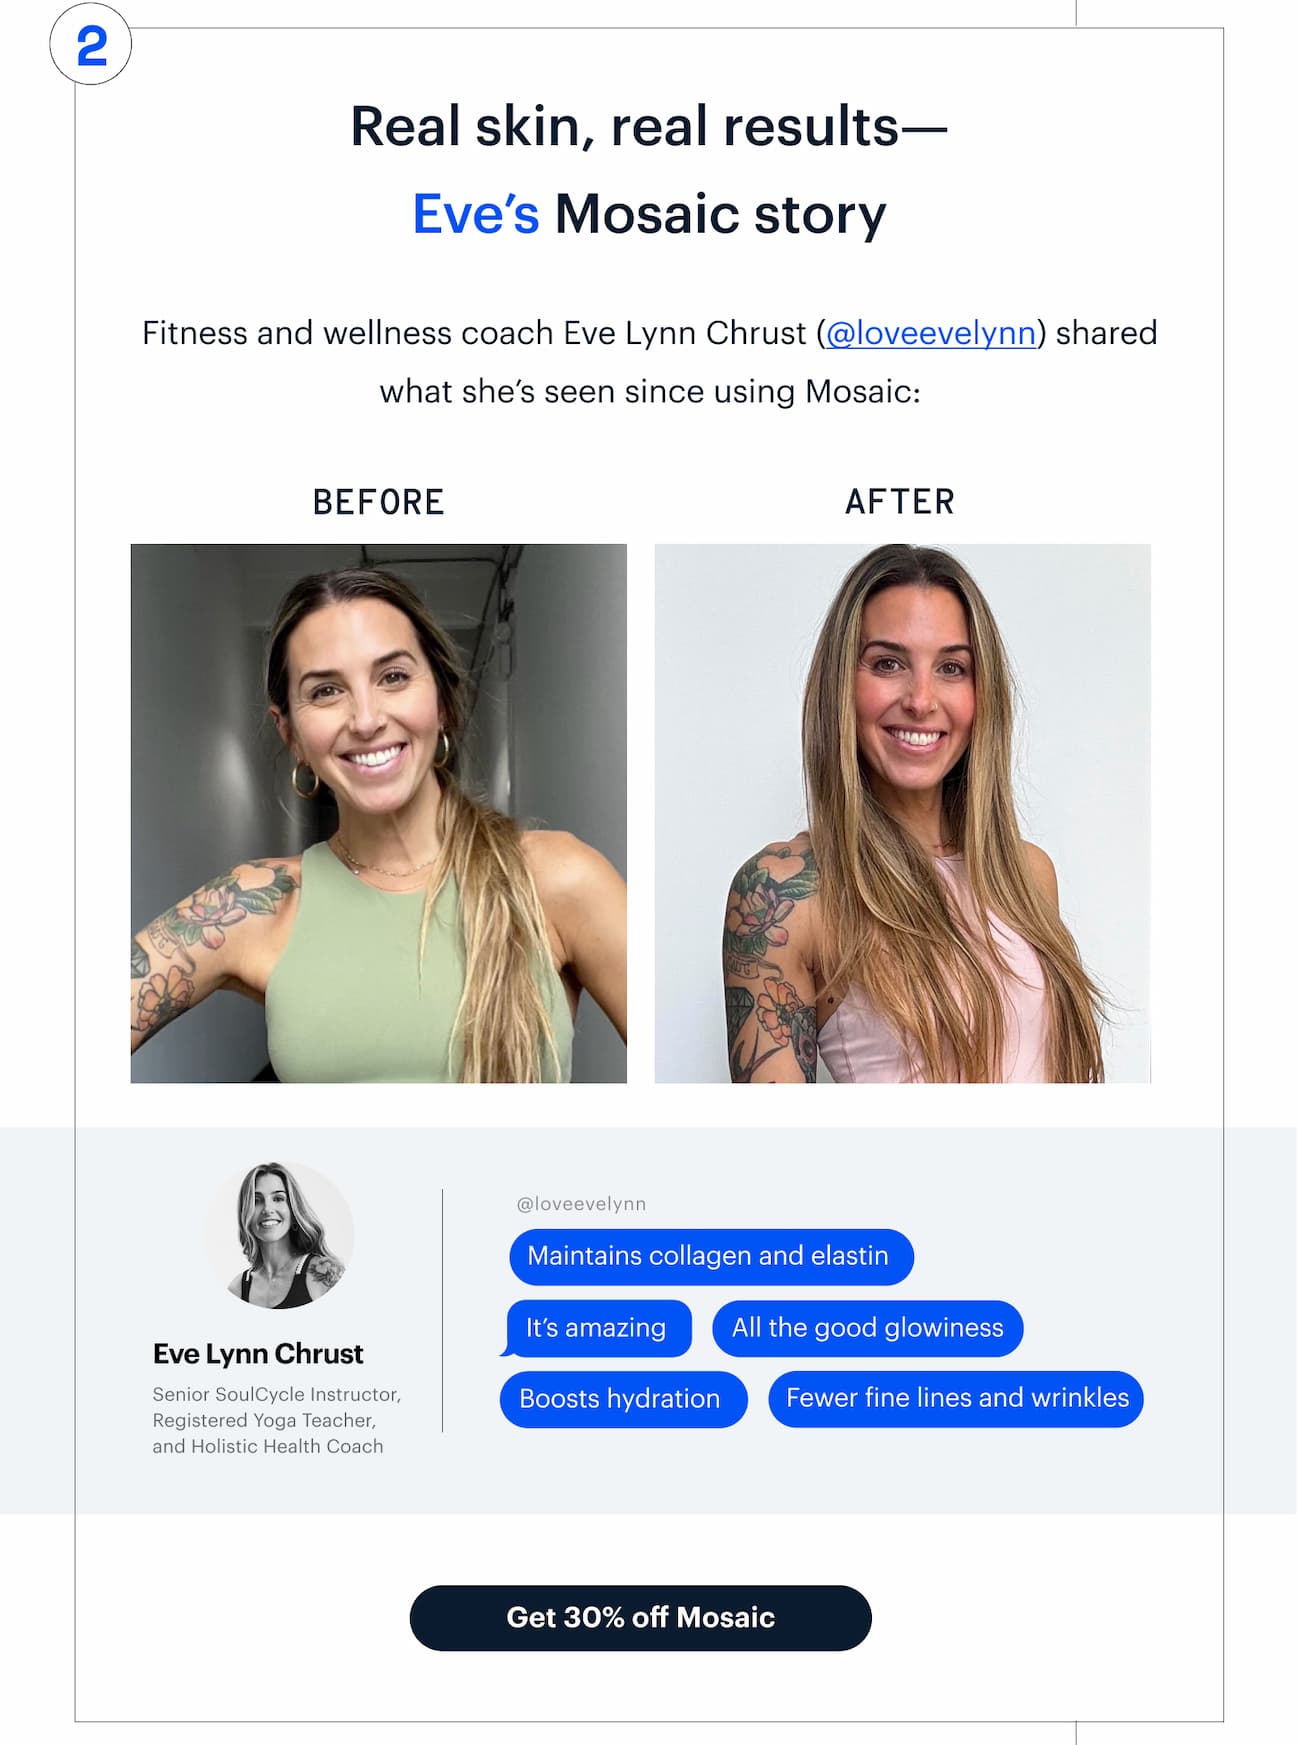 2
Real skin, real results—
Eve’s Mosaic story
Fitness and wellness coach Eve Lynn Chrust (@loveevelynn) shared
what she’s seen since using Mosaic:
BEFORE
AFTER
@loveevelynn
Maintains collagen and elastin
It’s amazing
All the good glowiness
Boosts hydration
Fewer fine lines and wrinkles
Eve Lynn Chrust
Senior SoulCycle Instructor,
Registered Yoga Teacher,
and Holistic Health Coach
Get 30% off Mosaic